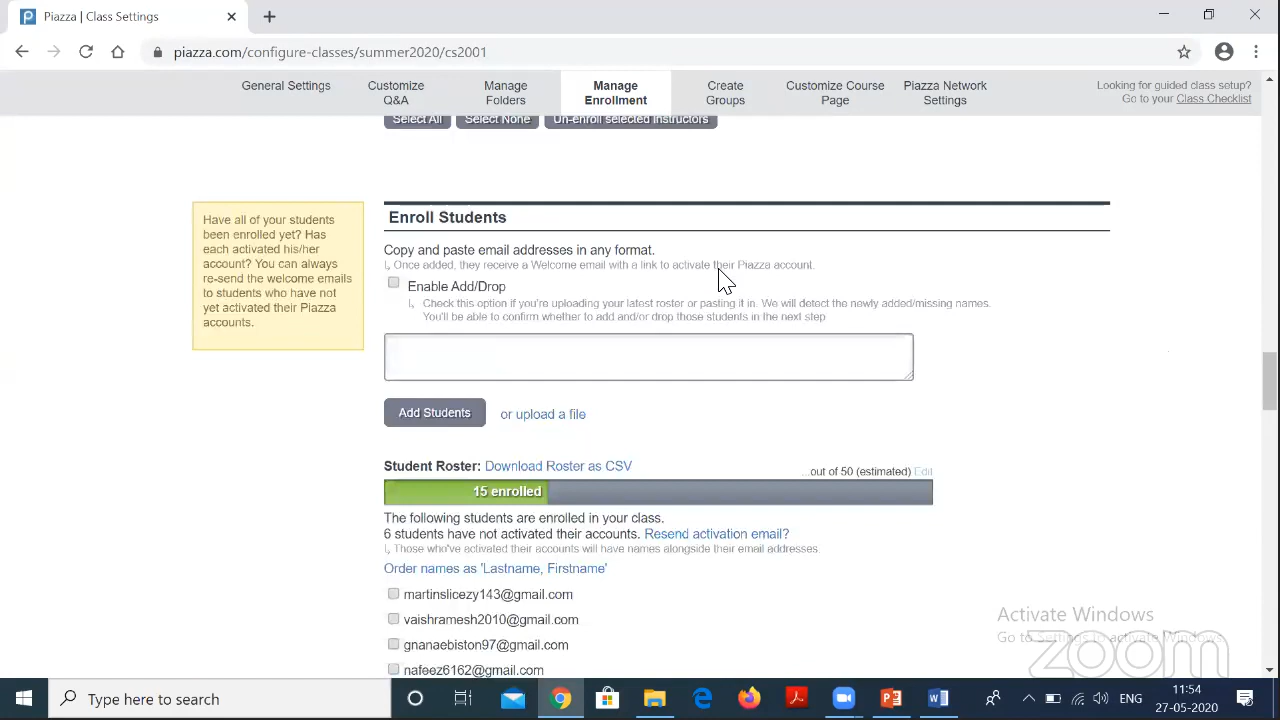 Piazza | Class Settings
piazza.com/configure-classes/summer2020/cs2001
General Settings
Customize Q&A
Manage Folders
Manage Enrollment
Create Groups
Customize Course Page
Piazza Network Settings
Looking for guided class setup?
Go to your Class Checklist
Select All Select None Un-enroll selected instructors
Have all of your students
been enrolled yet? Has
each activated his/her
account? You can always
re-send the welcome emails
to students who have not
yet activated their Piazza
accounts.
Enroll Students
Copy and paste email addresses in any format.
Once added, they receive a Welcome email with a link to activate their Piazza account.
Enable Add/Drop
Check this option if you're uploading your latest roster or pasting it in. We will detect the newly added/missing names.
You'll be able to confirm whether to add and/or drop those students in the next step
Add Students or upload a file
Student Roster: Download Roster as CSV
...out of 50 (estimated) Edit
15 enrolled
The following students are enrolled in your class.
6 students have not activated their accounts. Resend activation email?
Those who've activated their accounts will have names alongside their email addresses.
Order names as 'Lastname, Firstname'
martinslicezy143@gmail.com
vaishramesh2010@gmail.com
gnanaebiston97@gmail.com
nafeez6162@gmail.com
Activate Windows
Go to Settings to activate Windows.
zoom
Type here to search
ENG
11:54
27-05-2020